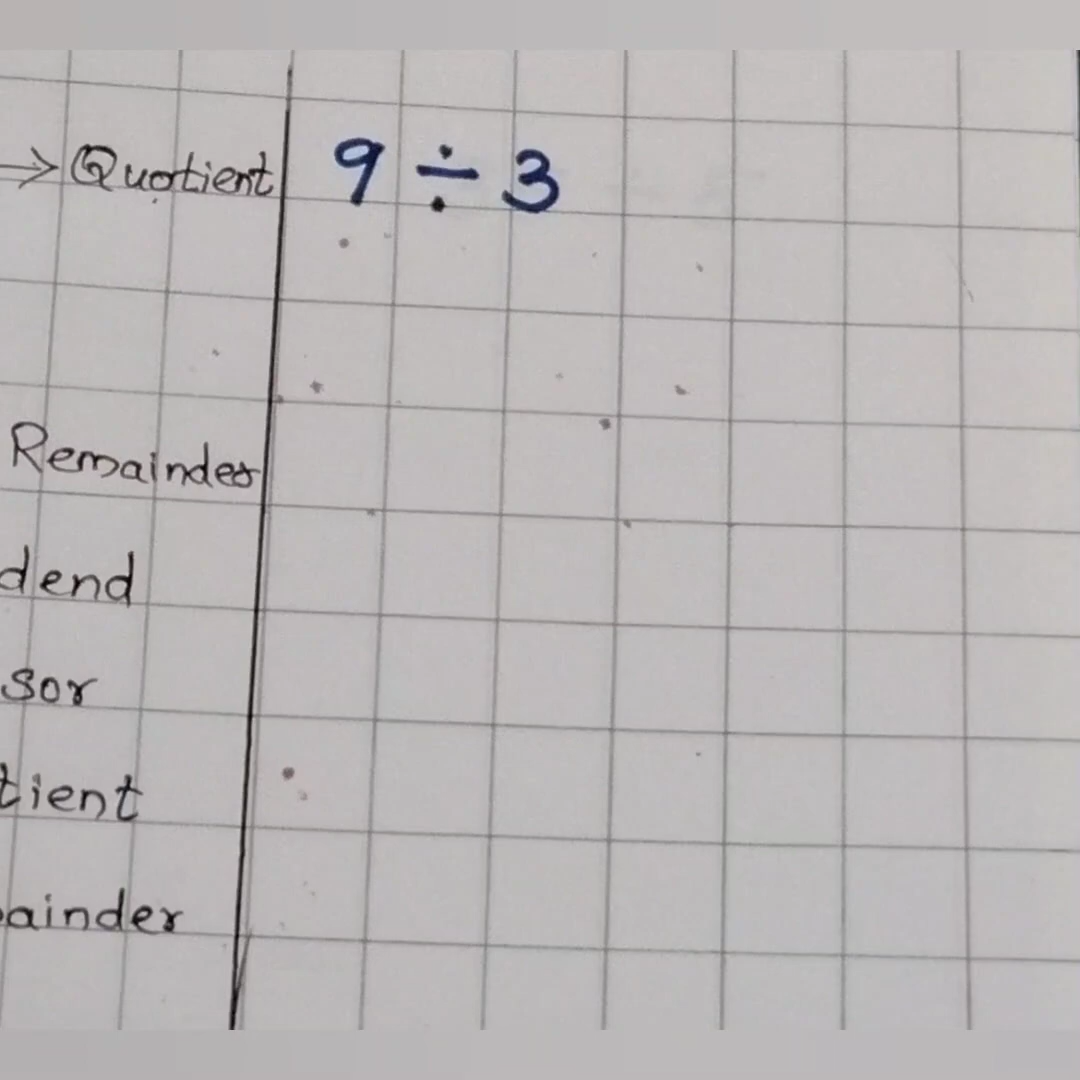 → Quotient 9 ÷ 3
Remainder
dend
sor
tient
ainder